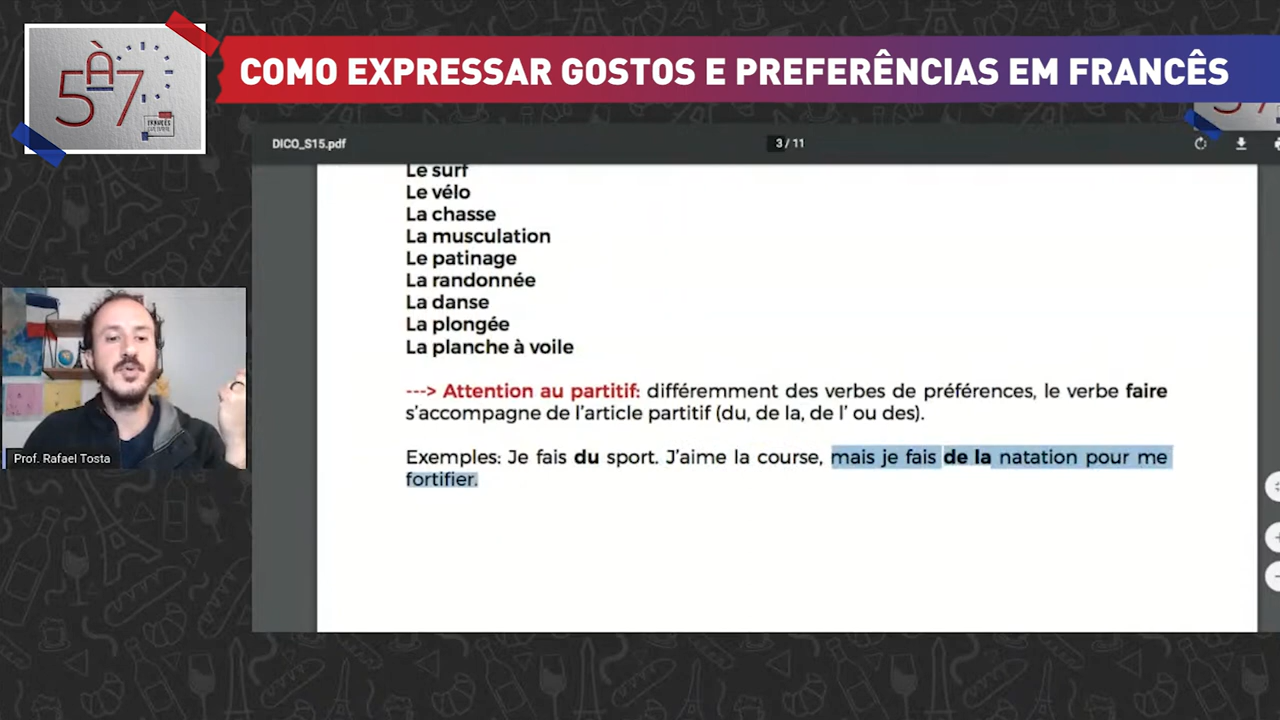 5 À 7
COMO EXPRESSAR GOSTOS E PREFERÊNCIAS EM FRANCÊS
57
DICO_S15.pdf
3 / 11
Le surf
Le vélo
La chasse
La musculation
Le patinage
La randonnée
La danse
La plongée
La planche à voile
---> Attention au partitif: différemment des verbes de préférences, le verbe faire
s'accompagne de l'article partitif (du, de la, de l' ou des).
Exemples: Je fais du sport. J'aime la course, mais je fais de la natation pour me
fortifier.
Prof. Rafael Tosta